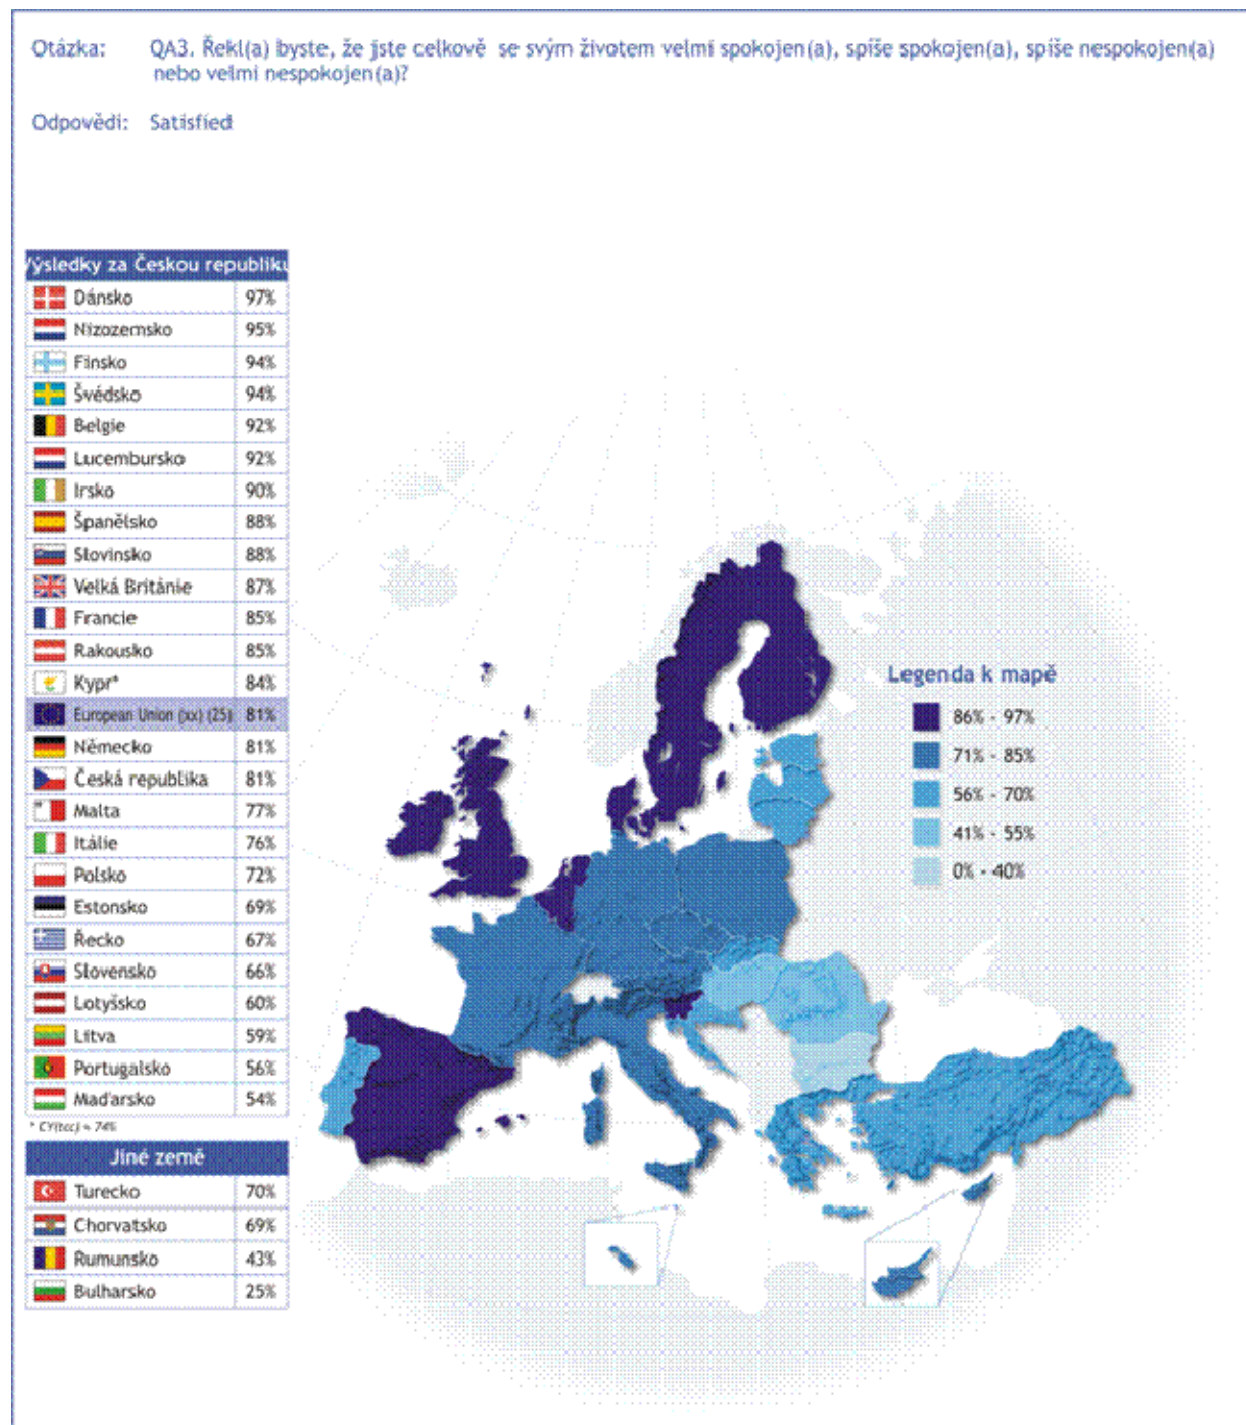 Otázka: QA3. Řekl(a) byste, že jste celkově se svým životem velmi spokojen(a), spíše spokojen(a), spíše nespokojen(a)
nebo velmi nespokojen(a)?
Odpovědi: Satisfied
Výsledky za Českou republiku
Dánsko 97%
Nizozemsko 95%
Finsko 94%
Švédsko 94%
Belgie 92%
Lucembursko 92%
Irsko 90%
Španělsko 88%
Slovinsko 88%
Velká Británie 87%
Francie 85%
Rakousko 85%
Kypr* 84%
European Union (xx) (25) 81%
Německo 81%
Česká republika 81%
Malta 77%
Itálie 76%
Polsko 72%
Estonsko 69%
Řecko 67%
Slovensko 66%
Lotyšsko 60%
Litva 59%
Portugalsko 56%
Maďarsko 54%
* CY(tcc) = 74%
Jiné země
Turecko 70%
Chorvatsko 69%
Rumunsko 43%
Bulharsko 25%
Legenda k mapě
86% - 97%
71% - 85%
56% - 70%
41% - 55%
0% - 40%